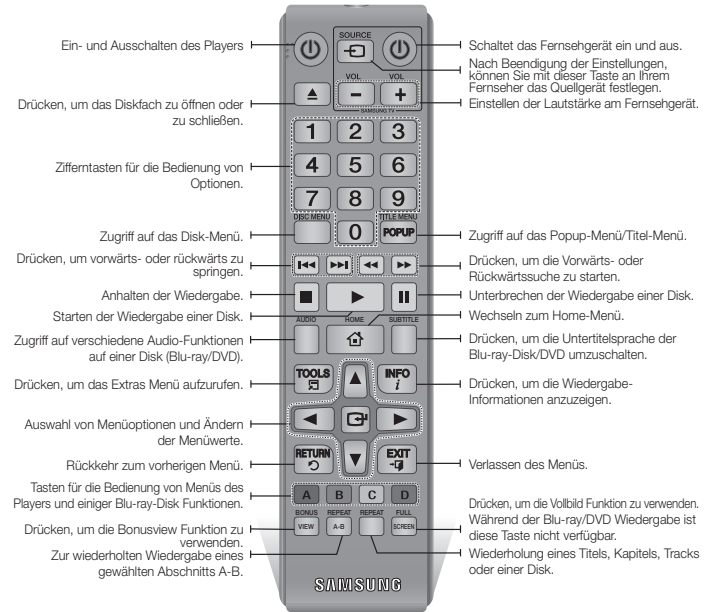 Ein- und Ausschalten des Players
SOURCE
Schaltet das Fernsehgerät ein und aus.
Nach Beendigung der Einstellungen,
können Sie mit dieser Taste an Ihrem
Fernseher das Quellgerät festlegen.
VOL
VOL
- +
SAMSUNG TV
Einstellen der Lautstärke am Fernsehgerät.
Drücken, um das Diskfach zu öffnen oder
zu schließen.
1 2 3
4 5 6
7 8 9
0
Zifferntasten für die Bedienung von
Optionen.
DISC MENU
TITLE MENU
POPUP
Zugriff auf das Disk-Menü.
Zugriff auf das Popup-Menü/Titel-Menü.
Drücken, um vorwärts- oder rückwärts zu
springen.
Drücken, um die Vorwärts- oder
Rückwärtssuche zu starten.
Anhalten der Wiedergabe.
Unterbrechen der Wiedergabe einer Disk.
Starten der Wiedergabe einer Disk.
Wechseln zum Home-Menü.
AUDIO
HOME
SUBTITLE
Zugriff auf verschiedene Audio-Funktionen
auf einer Disk (Blu-ray/DVD).
Drücken, um die Untertitelsprache der
Blu-ray-Disk/DVD umzuschalten.
TOOLS
INFO
i
Drücken, um das Extras Menü aufzurufen.
Drücken, um die Wiedergabe-
Informationen anzuzeigen.
Auswahl von Menüoptionen und Ändern
der Menüwerte.
RETURN
EXIT
Rückkehr zum vorherigen Menü.
Verlassen des Menüs.
Tasten für die Bedienung von Menüs des
Players und einiger Blu-ray-Disk Funktionen.
A B C D
BONUS
VIEW
REPEAT
A-B
REPEAT
FULL
SCREEN
Drücken, um die Vollbild Funktion zu verwenden.
Während der Blu-ray/DVD Wiedergabe ist
diese Taste nicht verfügbar.
Drücken, um die Bonusview Funktion zu
verwenden.
Zur wiederholten Wiedergabe eines
gewählten Abschnitts A-B.
Wiederholung eines Titels, Kapitels, Tracks
oder einer Disk.
SAMSUNG